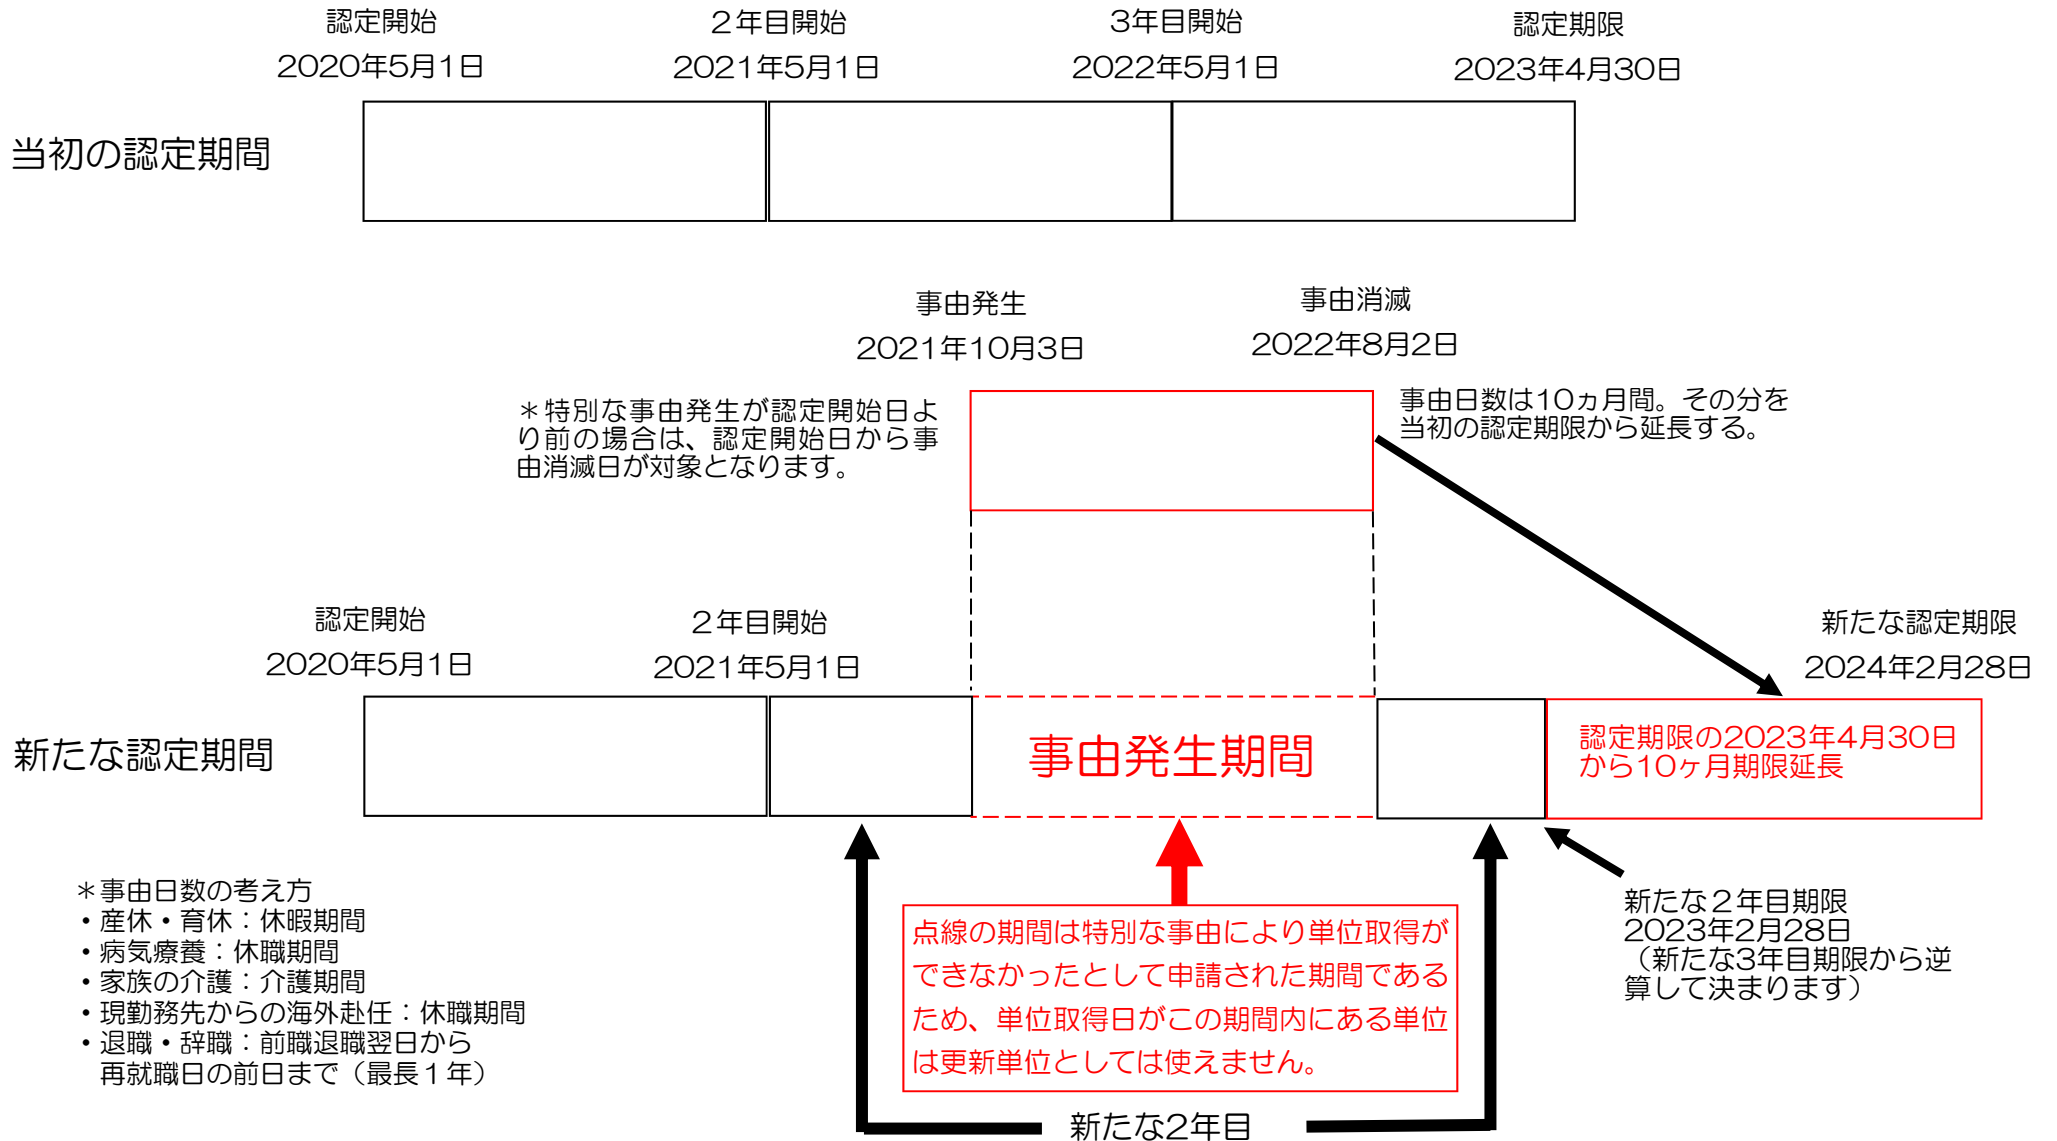 認定開始
2020年5月1日
２年目開始
2021年5月1日
3年目開始
2022年5月1日
認定期限
2023年4月30日
当初の認定期間
事由発生
2021年10月3日
事由消滅
2022年8月2日
＊特別な事由発生が認定開始日よ
り前の場合は、認定開始日から事
由消滅日が対象となります。
事由日数は10ヵ月間。その分を
当初の認定期限から延長する。
認定開始
2020年5月1日
２年目開始
2021年5月1日
新たな認定期限
2024年2月28日
新たな認定期間
事由発生期間
認定期限の2023年4月30日
から10ヶ月期限延長
＊事由日数の考え方
・産休・育休：休暇期間
・病気療養：休職期間
・家族の介護：介護期間
・現勤務先からの海外赴任：休職期間
・退職・辞職：前職退職翌日から
再就職日の前日まで（最長１年）
点線の期間は特別な事由により単位取得が
できなかったとして申請された期間である
ため、単位取得日がこの期間内にある単位
は更新単位としては使えません。
新たな２年目期限
2023年2月28日
（新たな3年目期限から逆
算して決まります）
新たな2年目